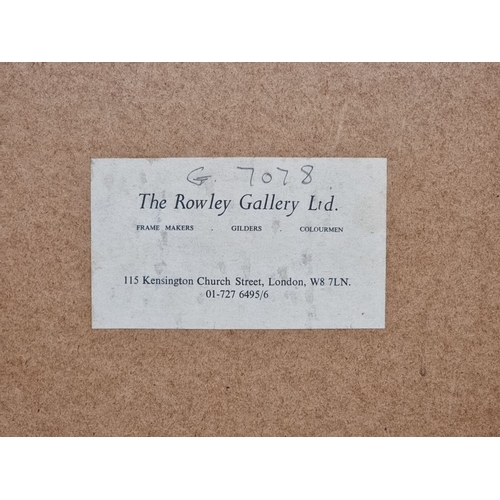 G. 7078
The Rowley Gallery Ltd.
FRAME MAKERS . GILDERS . COLOURMEN
115 Kensington Church Street, London, W8 7LN.
01-727 6495/6